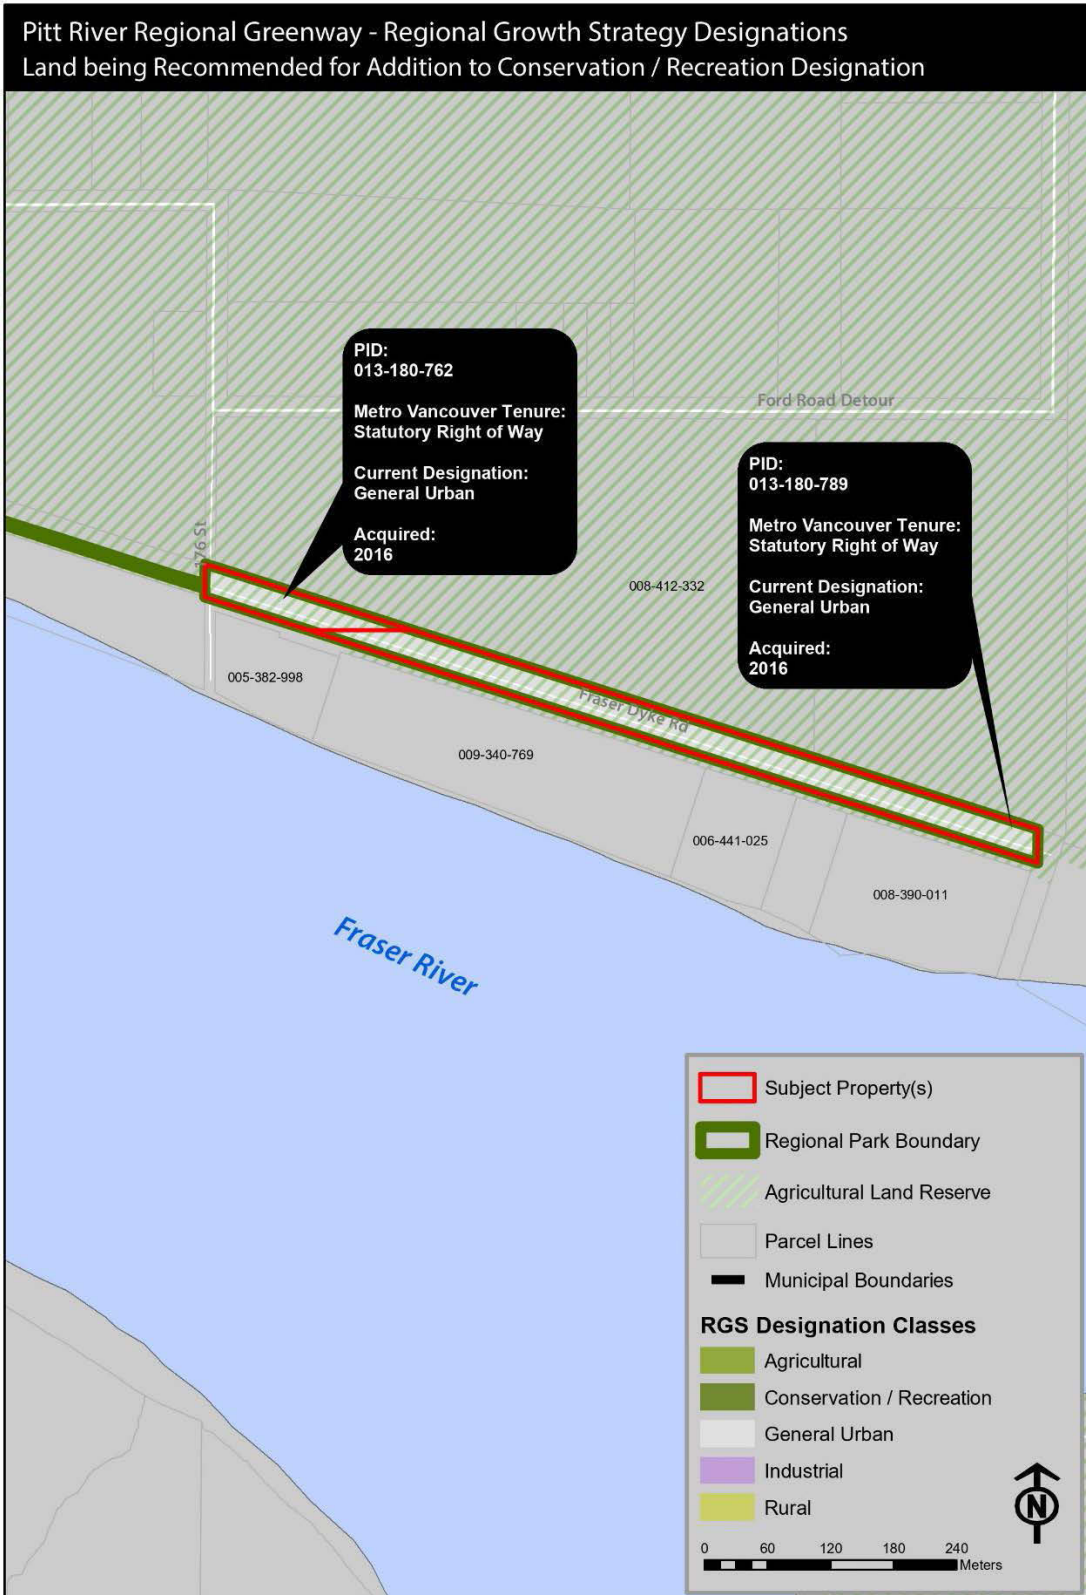 Pitt River Regional Greenway - Regional Growth Strategy Designations
Land being Recommended for Addition to Conservation / Recreation Designation
PID:
013-180-762
Metro Vancouver Tenure:
Statutory Right of Way
Current Designation:
General Urban
Acquired:
2016
Ford Road Detour
PID:
013-180-789
Metro Vancouver Tenure:
Statutory Right of Way
Current Designation:
General Urban
Acquired:
2016
176 St
008-412-332
005-382-998
Fraser Dyke Rd
009-340-769
006-441-025
008-390-011
Fraser River
Subject Property(s)
Regional Park Boundary
Agricultural Land Reserve
Parcel Lines
Municipal Boundaries
RGS Designation Classes
Agricultural
Conservation / Recreation
General Urban
Industrial
Rural
N
0 60 120 180 240
Meters